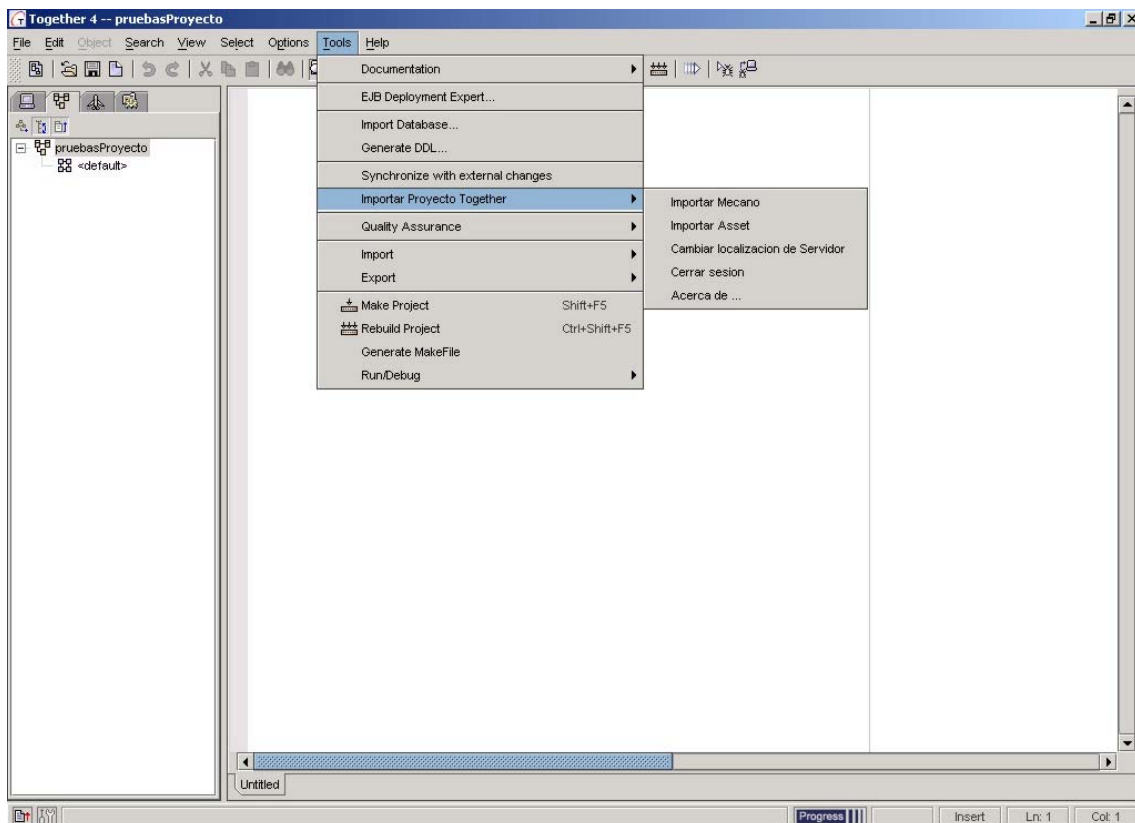 Together 4 -- pruebasProyecto
File Edit Object Search View Select Options Tools Help
pruebasProyecto
<default>
Documentation
EJB Deployment Expert...
Import Database...
Generate DDL...
Synchronize with external changes
Importar Proyecto Together
Quality Assurance
Import
Export
Make Project Shift+F5
Rebuild Project Ctrl+Shift+F5
Generate MakeFile
Run/Debug
Importar Mecano
Importar Asset
Cambiar localizacion de Servidor
Cerrar sesion
Acerca de ...
Untitled
Progress Insert Ln: 1 Col: 1